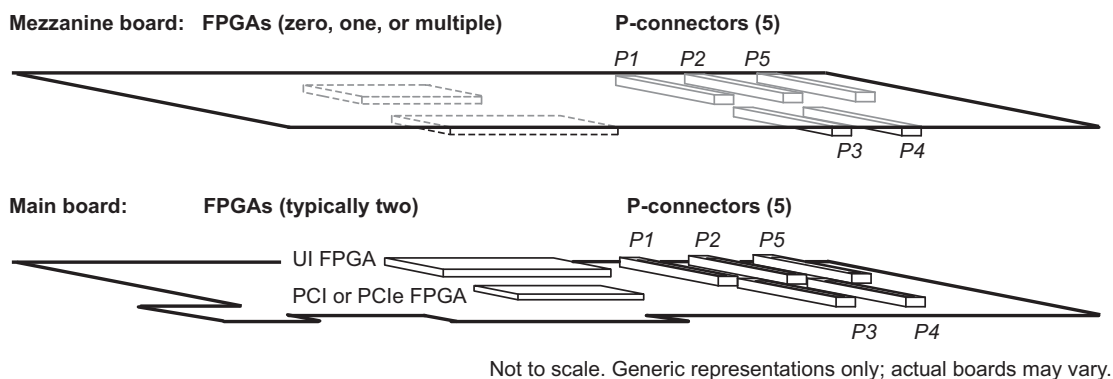 Mezzanine board: FPGAs (zero, one, or multiple) P-connectors (5)
P1 P2 P5
P3 P4
Main board: FPGAs (typically two) P-connectors (5)
P1 P2 P5
UI FPGA
PCI or PCIe FPGA
P3 P4
Not to scale. Generic representations only; actual boards may vary.